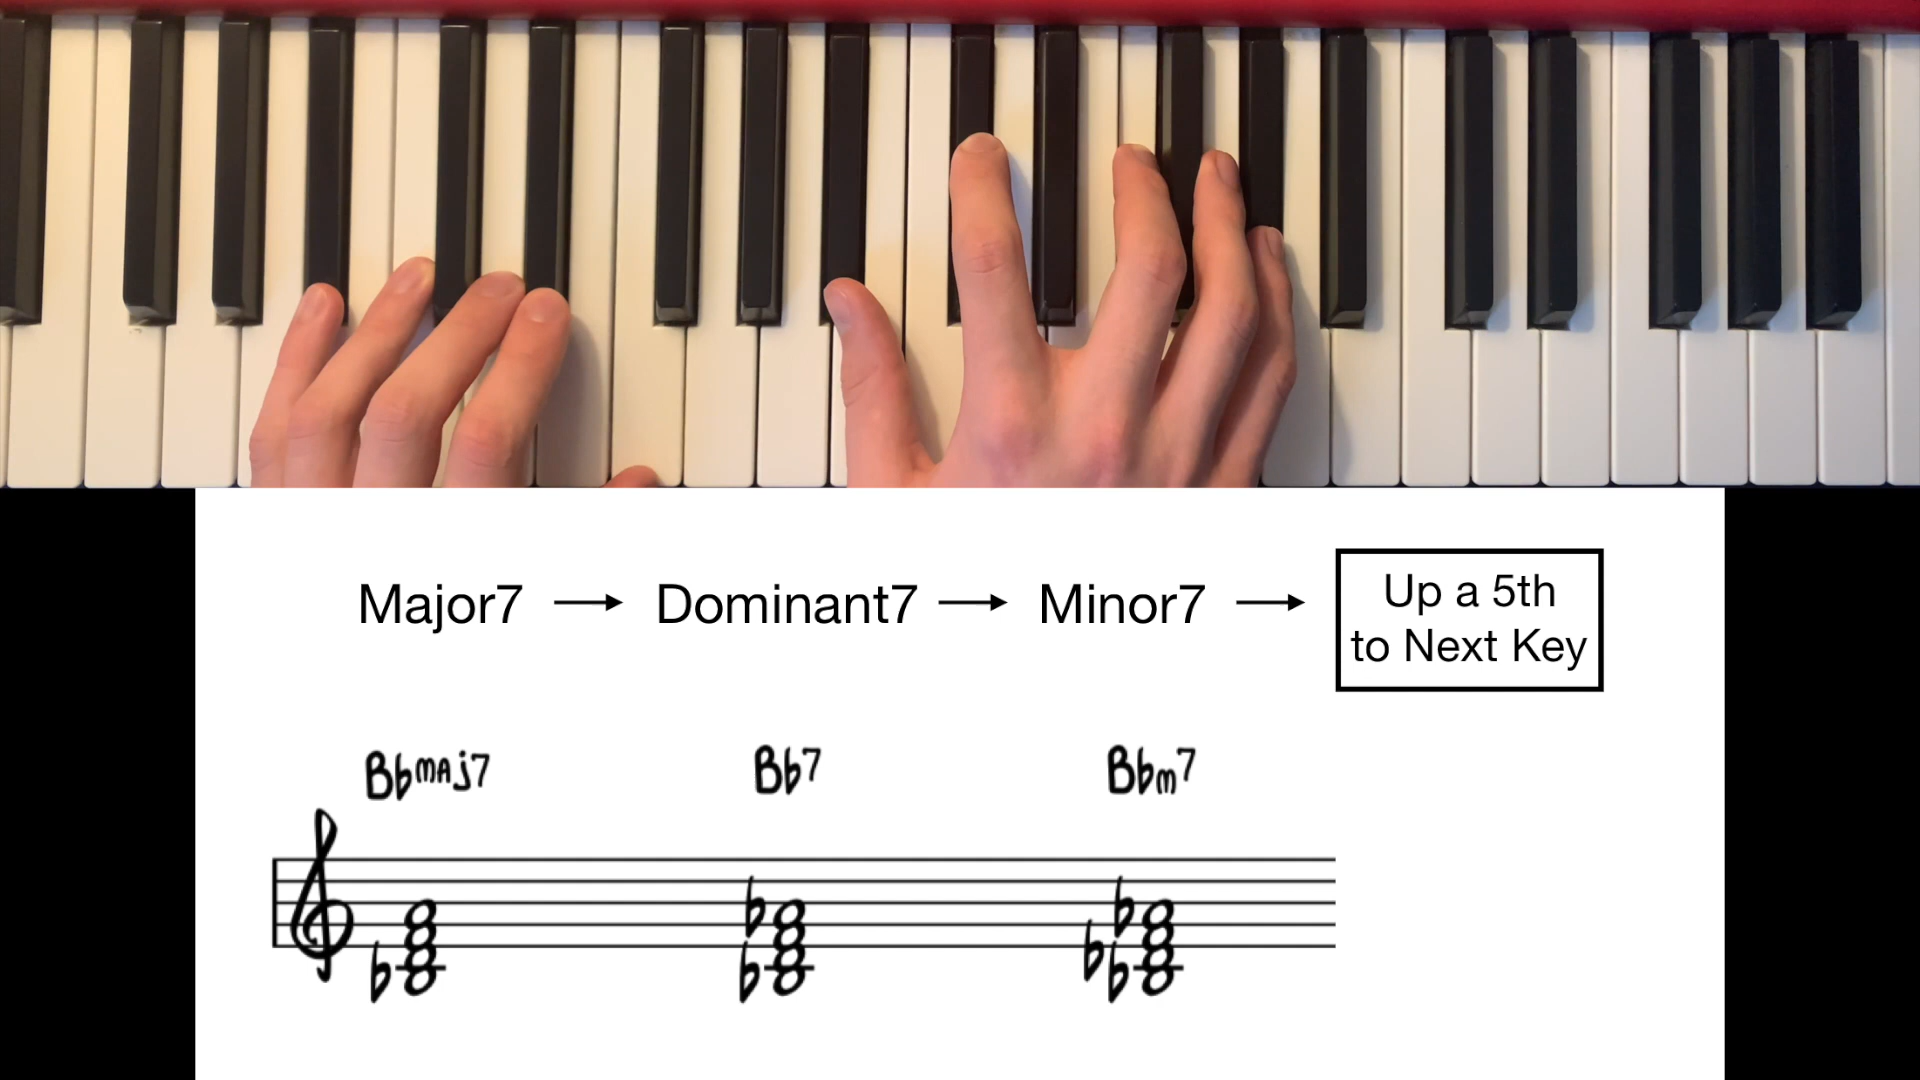 Major7 → Dominant7 → Minor7 → Up a 5th
to Next Key
Bbmaj7 Bb7 Bbm7